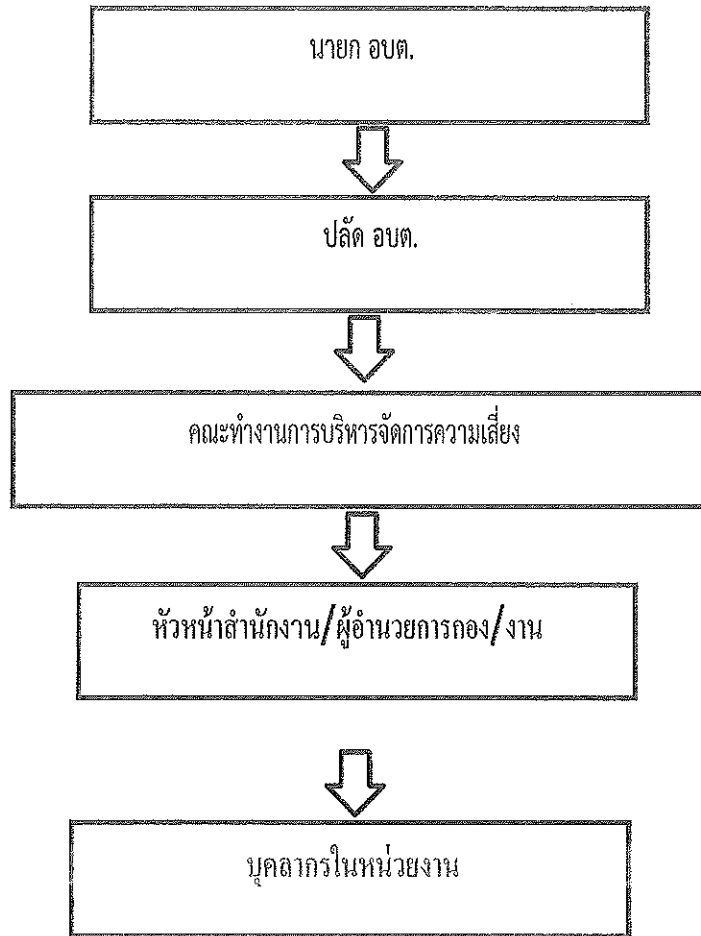 นายก อบต.
ปลัด อบต.
คณะทำงานการบริหารจัดการความเสี่ยง
หัวหน้าสำนักงาน/ผู้อำนวยการกอง/งาน
บุคลากรในหน่วยงาน